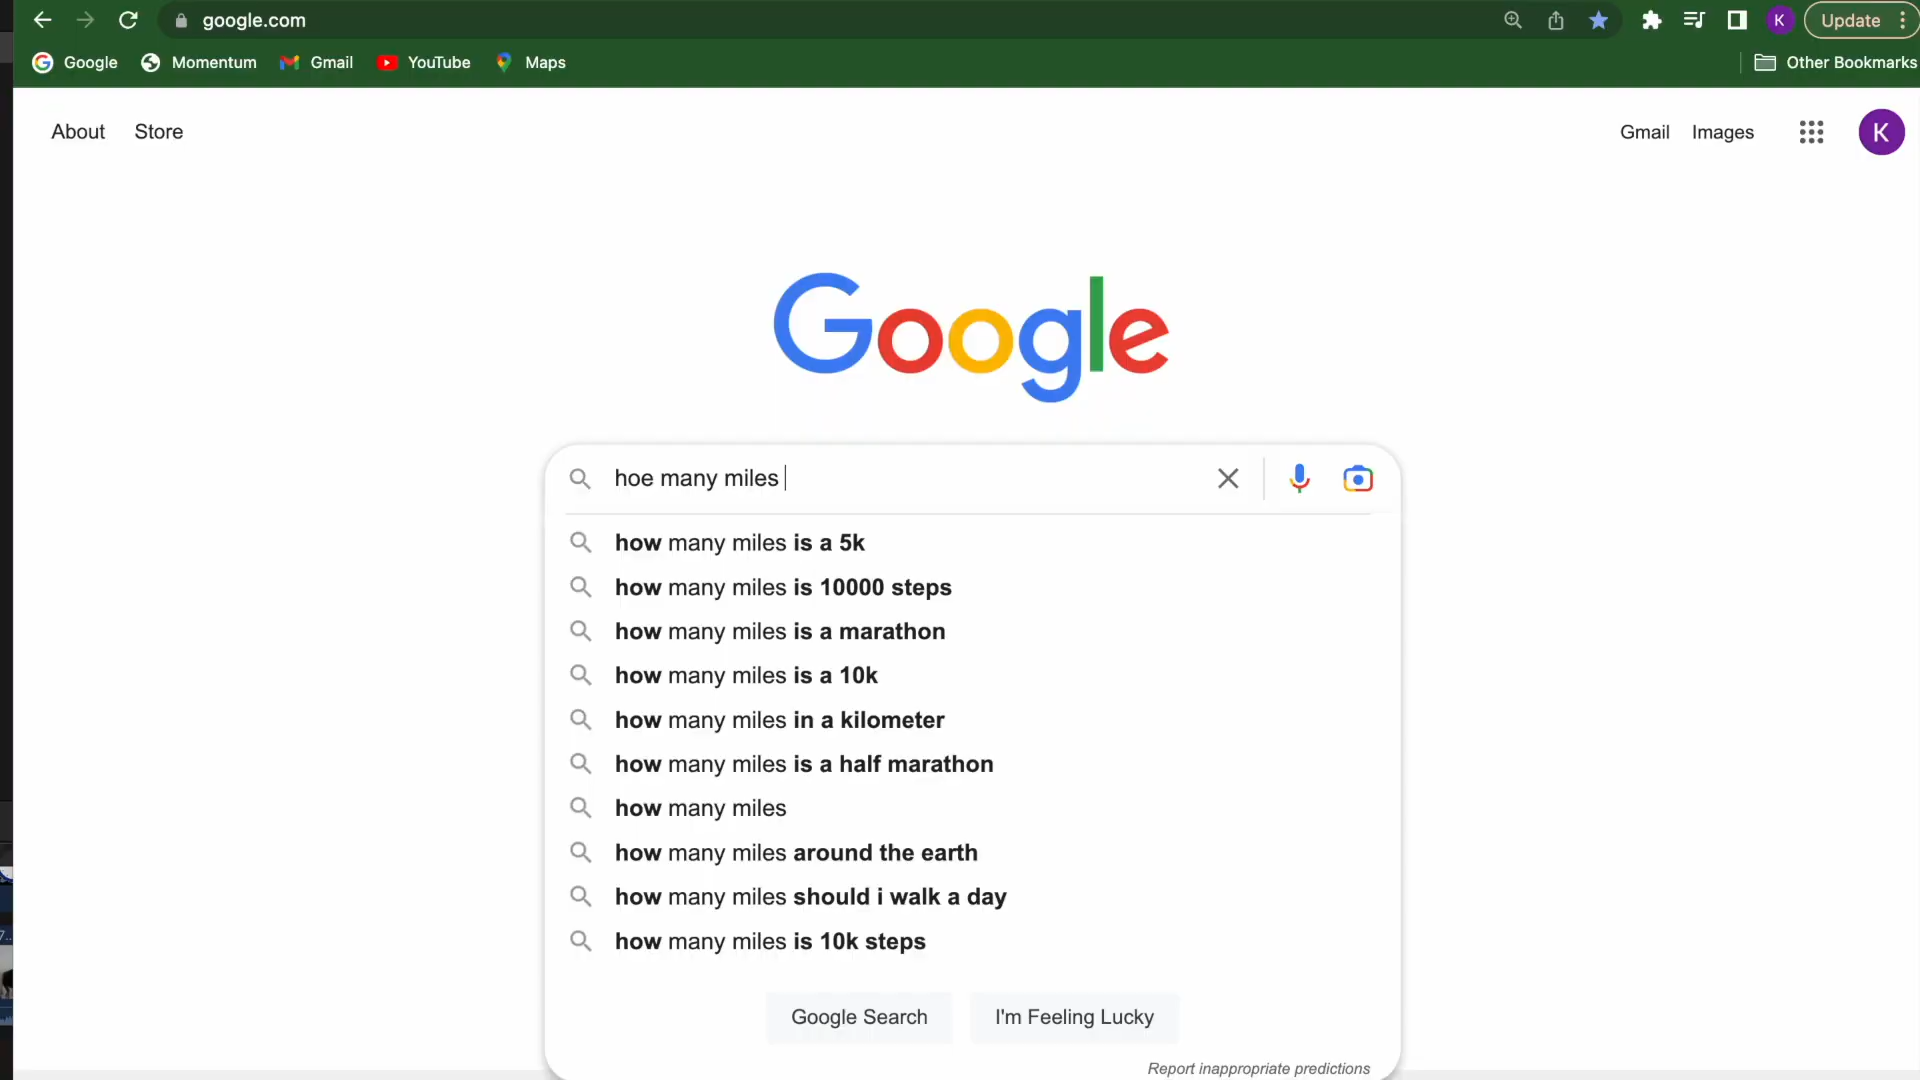 google.com
K
Update
Google
Momentum
Gmail
YouTube
Maps
Other Bookmarks
About
Store
Gmail
Images
K
Google
hoe many miles
how many miles is a 5k
how many miles is 10000 steps
how many miles is a marathon
how many miles is a 10k
how many miles in a kilometer
how many miles is a half marathon
how many miles
how many miles around the earth
how many miles should i walk a day
how many miles is 10k steps
Google Search
I'm Feeling Lucky
Report inappropriate predictions
7...